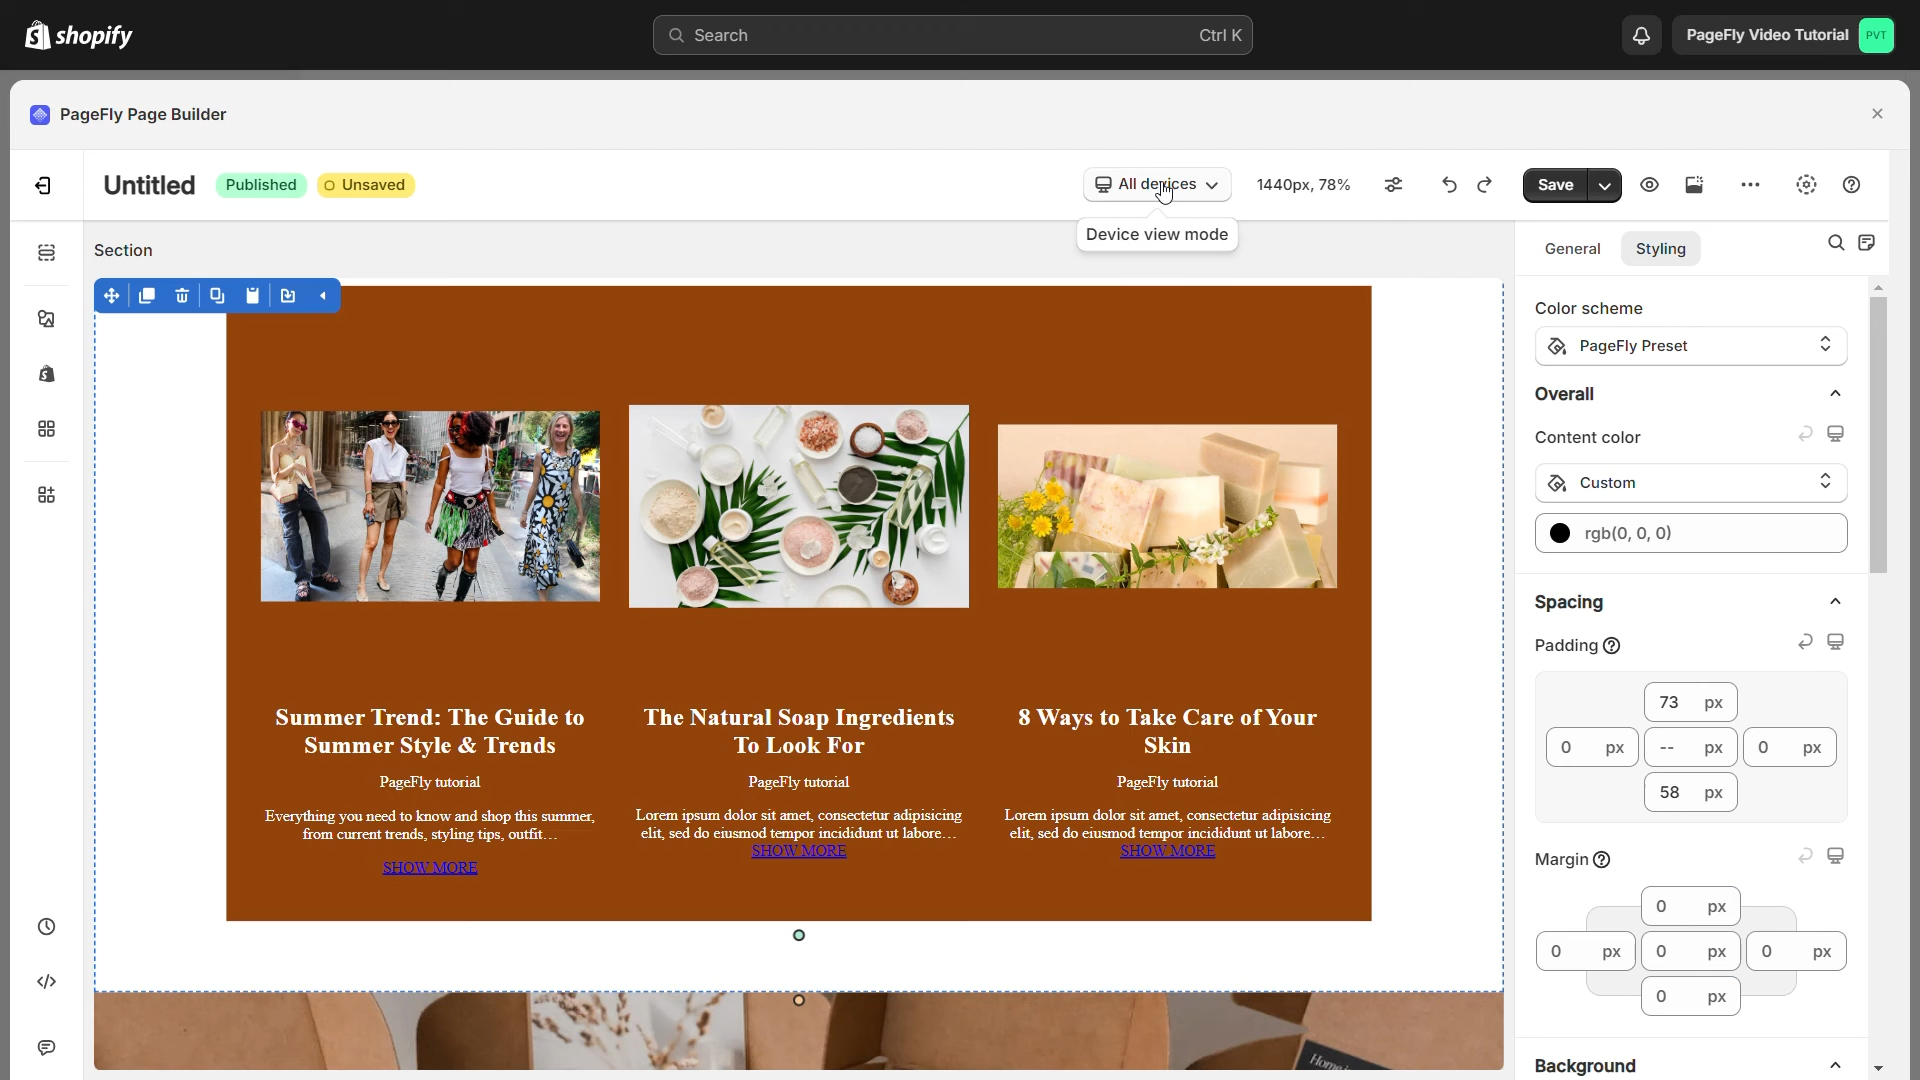 shopify
Search
Ctrl K
PageFly Video Tutorial
PVT
PageFly Page Builder
Untitled
Published
Unsaved
All devices
1440px, 78%
Save
Device view mode
Section
General
Styling
Color scheme
PageFly Preset
Overall
Content color
Custom
rgb(0, 0, 0)
Spacing
Padding
73 px
0 px
-- px
0 px
58 px
Margin
0 px
0 px
0 px
0 px
0 px
Background
Summer Trend: The Guide to
Summer Style & Trends
PageFly tutorial
Everything you need to know and shop this summer,
from current trends, styling tips, outfit…
SHOW MORE
The Natural Soap Ingredients
To Look For
PageFly tutorial
Lorem ipsum dolor sit amet, consectetur adipisicing
elit, sed do eiusmod tempor incididunt ut labore…
SHOW MORE
8 Ways to Take Care of Your
Skin
PageFly tutorial
Lorem ipsum dolor sit amet, consectetur adipisicing
elit, sed do eiusmod tempor incididunt ut labore…
SHOW MORE
Home